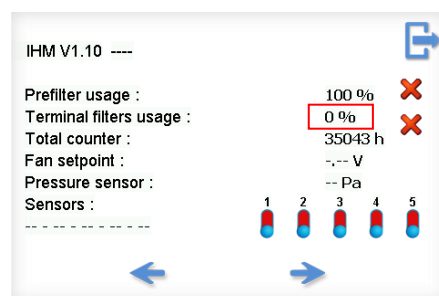 IHM V1.10 ----
Prefilter usage : 100 %
Terminal filters usage : 0 %
Total counter : 35043 h
Fan setpoint : -.-- V
Pressure sensor : -- Pa
Sensors : 1 2 3 4 5
-- - -- - -- - -- - --